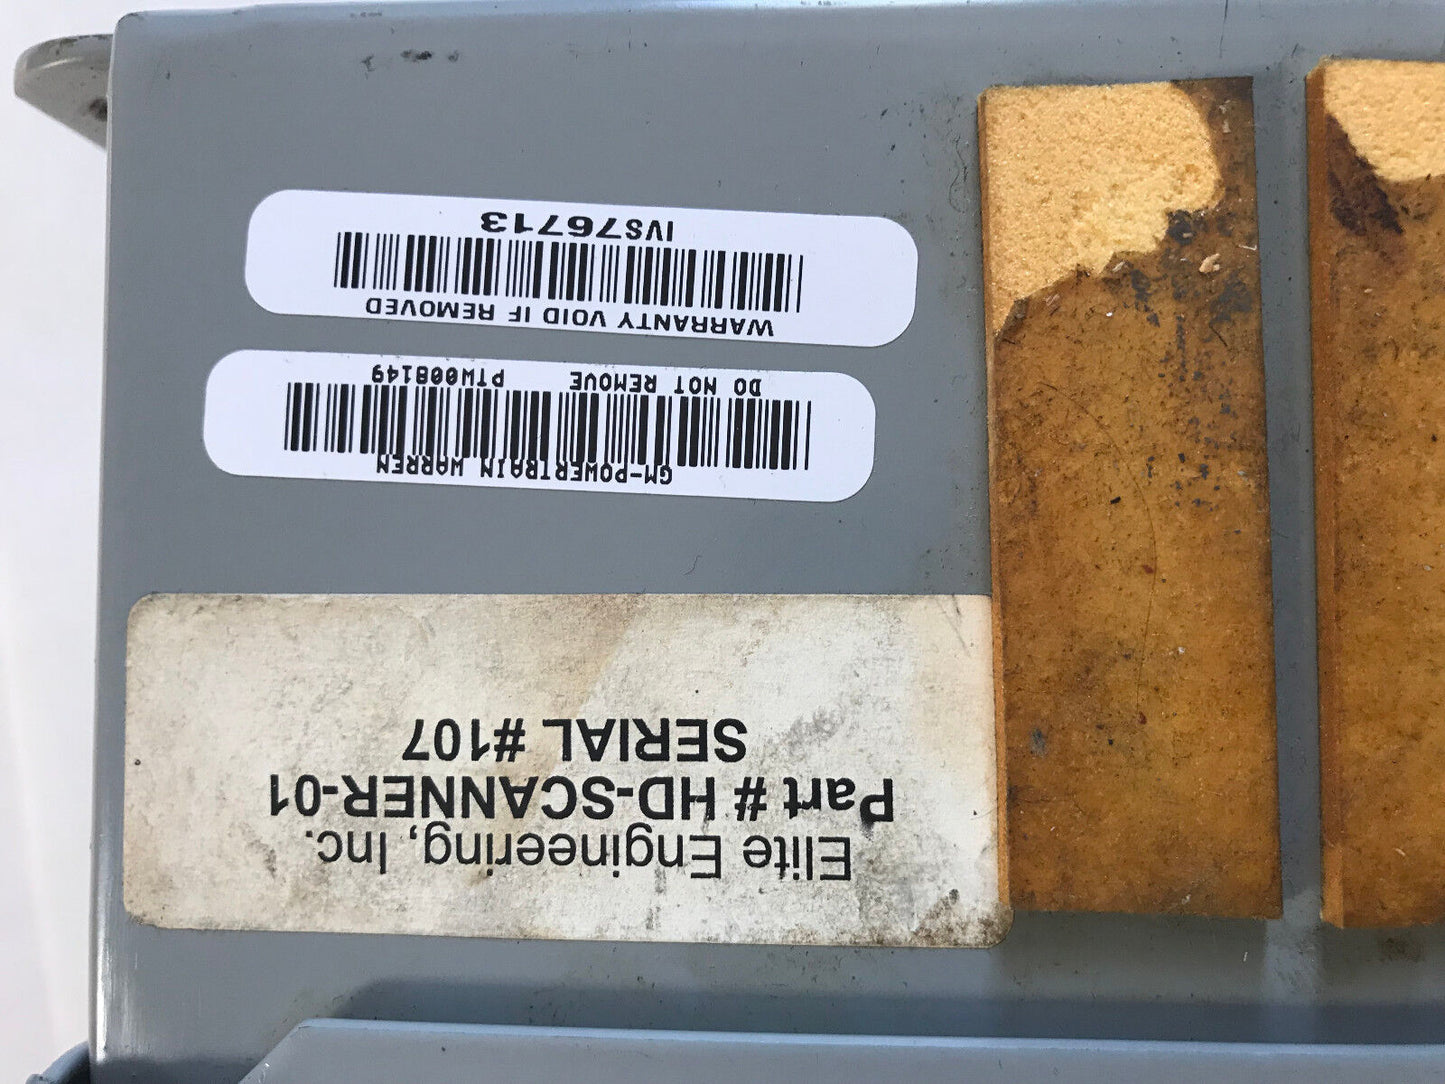 Elite Engineering, Inc.
Part # HD-SCANNER-01
SERIAL #107
GM-POWERTRAIN WARREN
DO NOT REMOVE PTW008149
WARRANTY VOID IF REMOVED
IVS76713